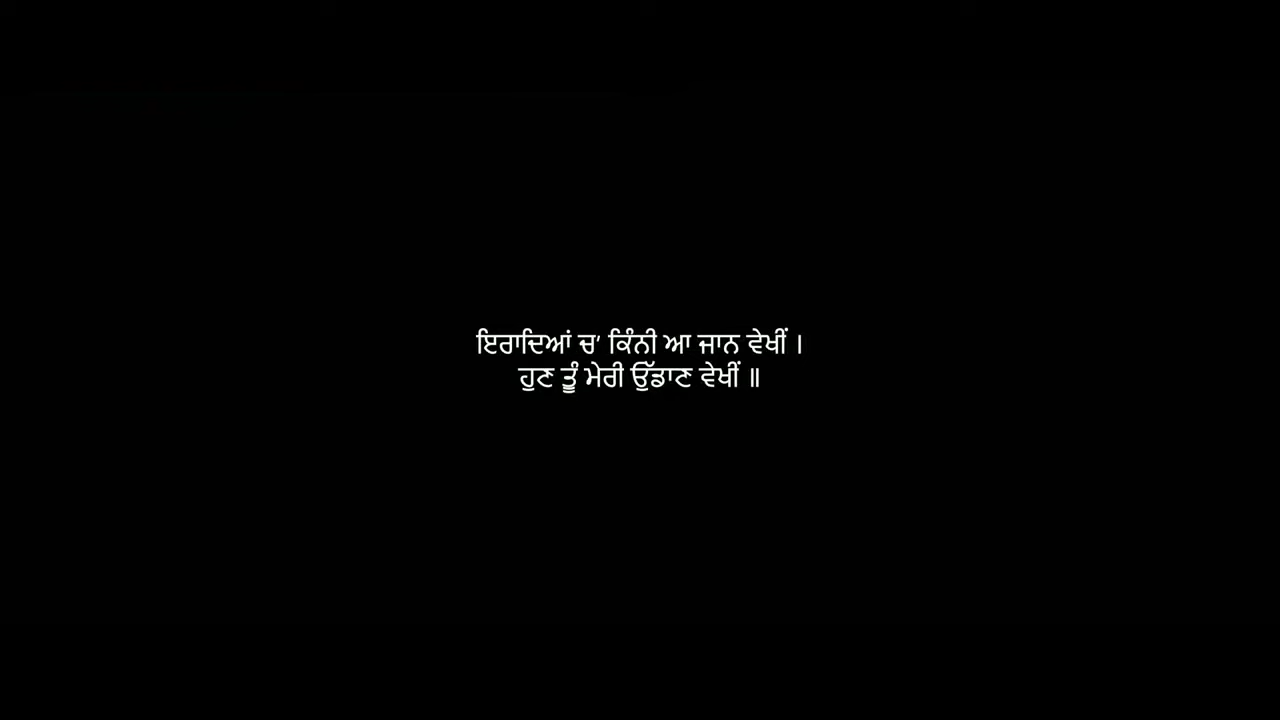 ਇਰਾਦਿਆਂ ਚ’ ਕਿੰਨੀ ਆ ਜਾਨ ਵੇਖੀਂ ।
ਹੁਣ ਤੂੰ ਮੇਰੀ ਉੱਡਾਣ ਵੇਖੀਂ ॥